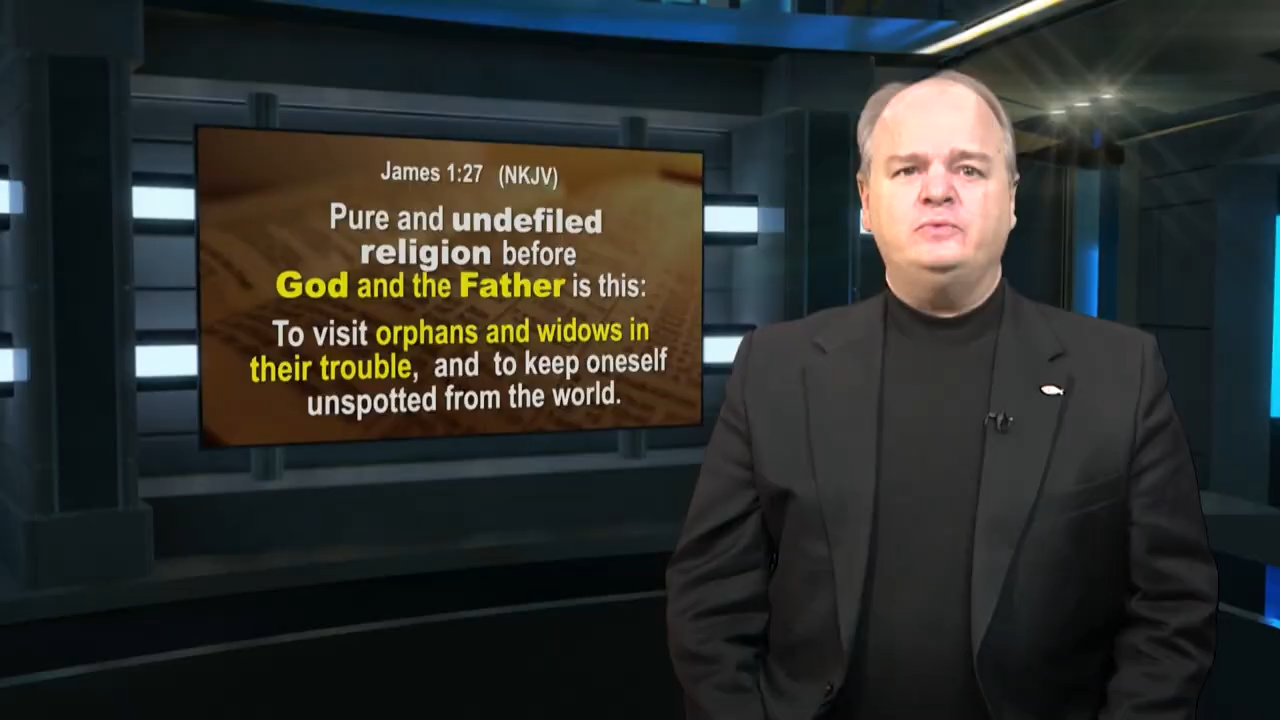 James 1:27 (NKJV)
Pure and undefiled
religion before
God and the Father is this:
To visit orphans and widows in
their trouble, and to keep oneself
unspotted from the world.